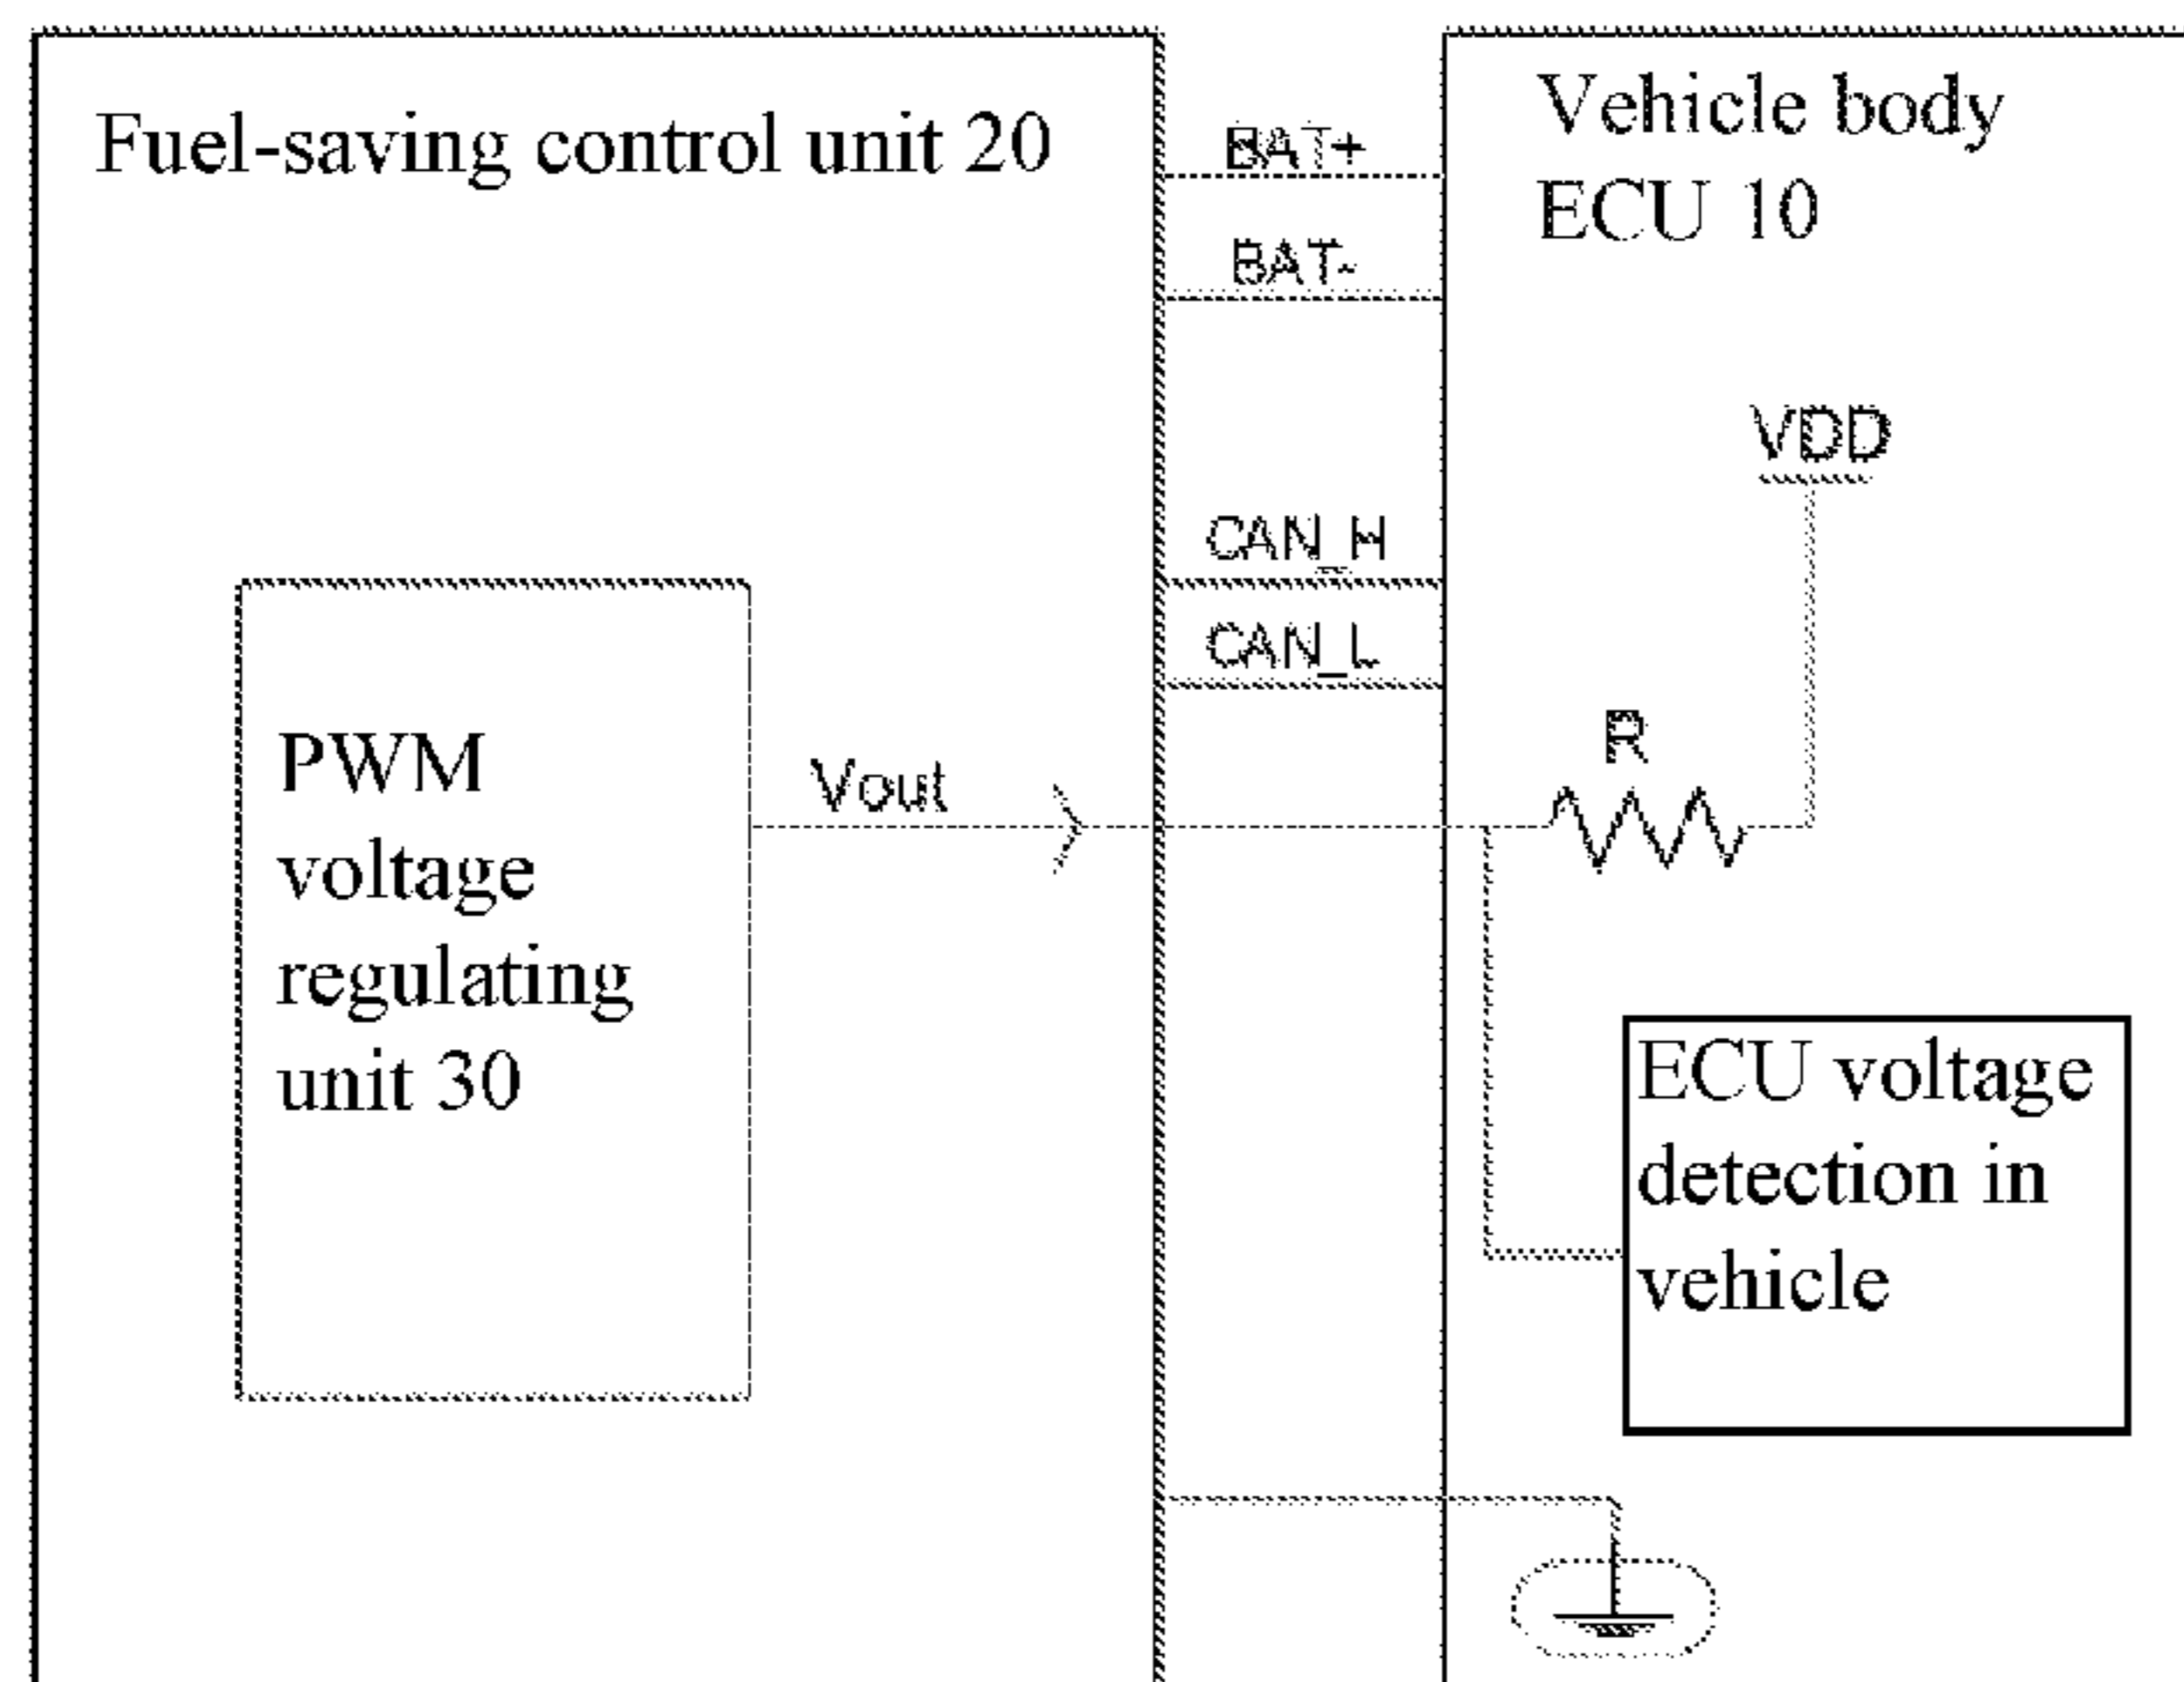 Fuel-saving control unit 20
BAT+
BAT-
Vehicle body
ECU 10
VDD
CAN_H
CAN_L
R
PWM
voltage
regulating
unit 30
Vout
ECU voltage
detection in
vehicle